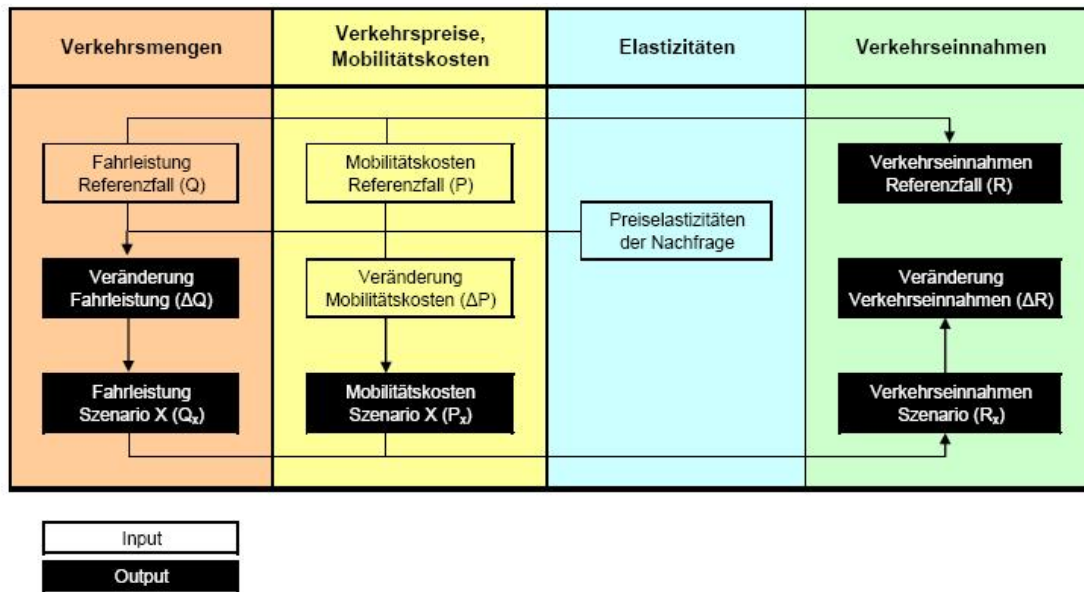 Verkehrsmengen
Verkehrspreise,
Mobilitätskosten
Elastizitäten
Verkehrseinnahmen
Fahrleistung
Referenzfall (Q)
Mobilitätskosten
Referenzfall (P)
Verkehrseinnahmen
Referenzfall (R)
Preiselastizitäten
der Nachfrage
Veränderung
Fahrleistung (ΔQ)
Veränderung
Mobilitätskosten (ΔP)
Veränderung
Verkehrseinnahmen (ΔR)
Fahrleistung
Szenario X (Qₓ)
Mobilitätskosten
Szenario X (Pₓ)
Verkehrseinnahmen
Szenario (Rₓ)
Input
Output